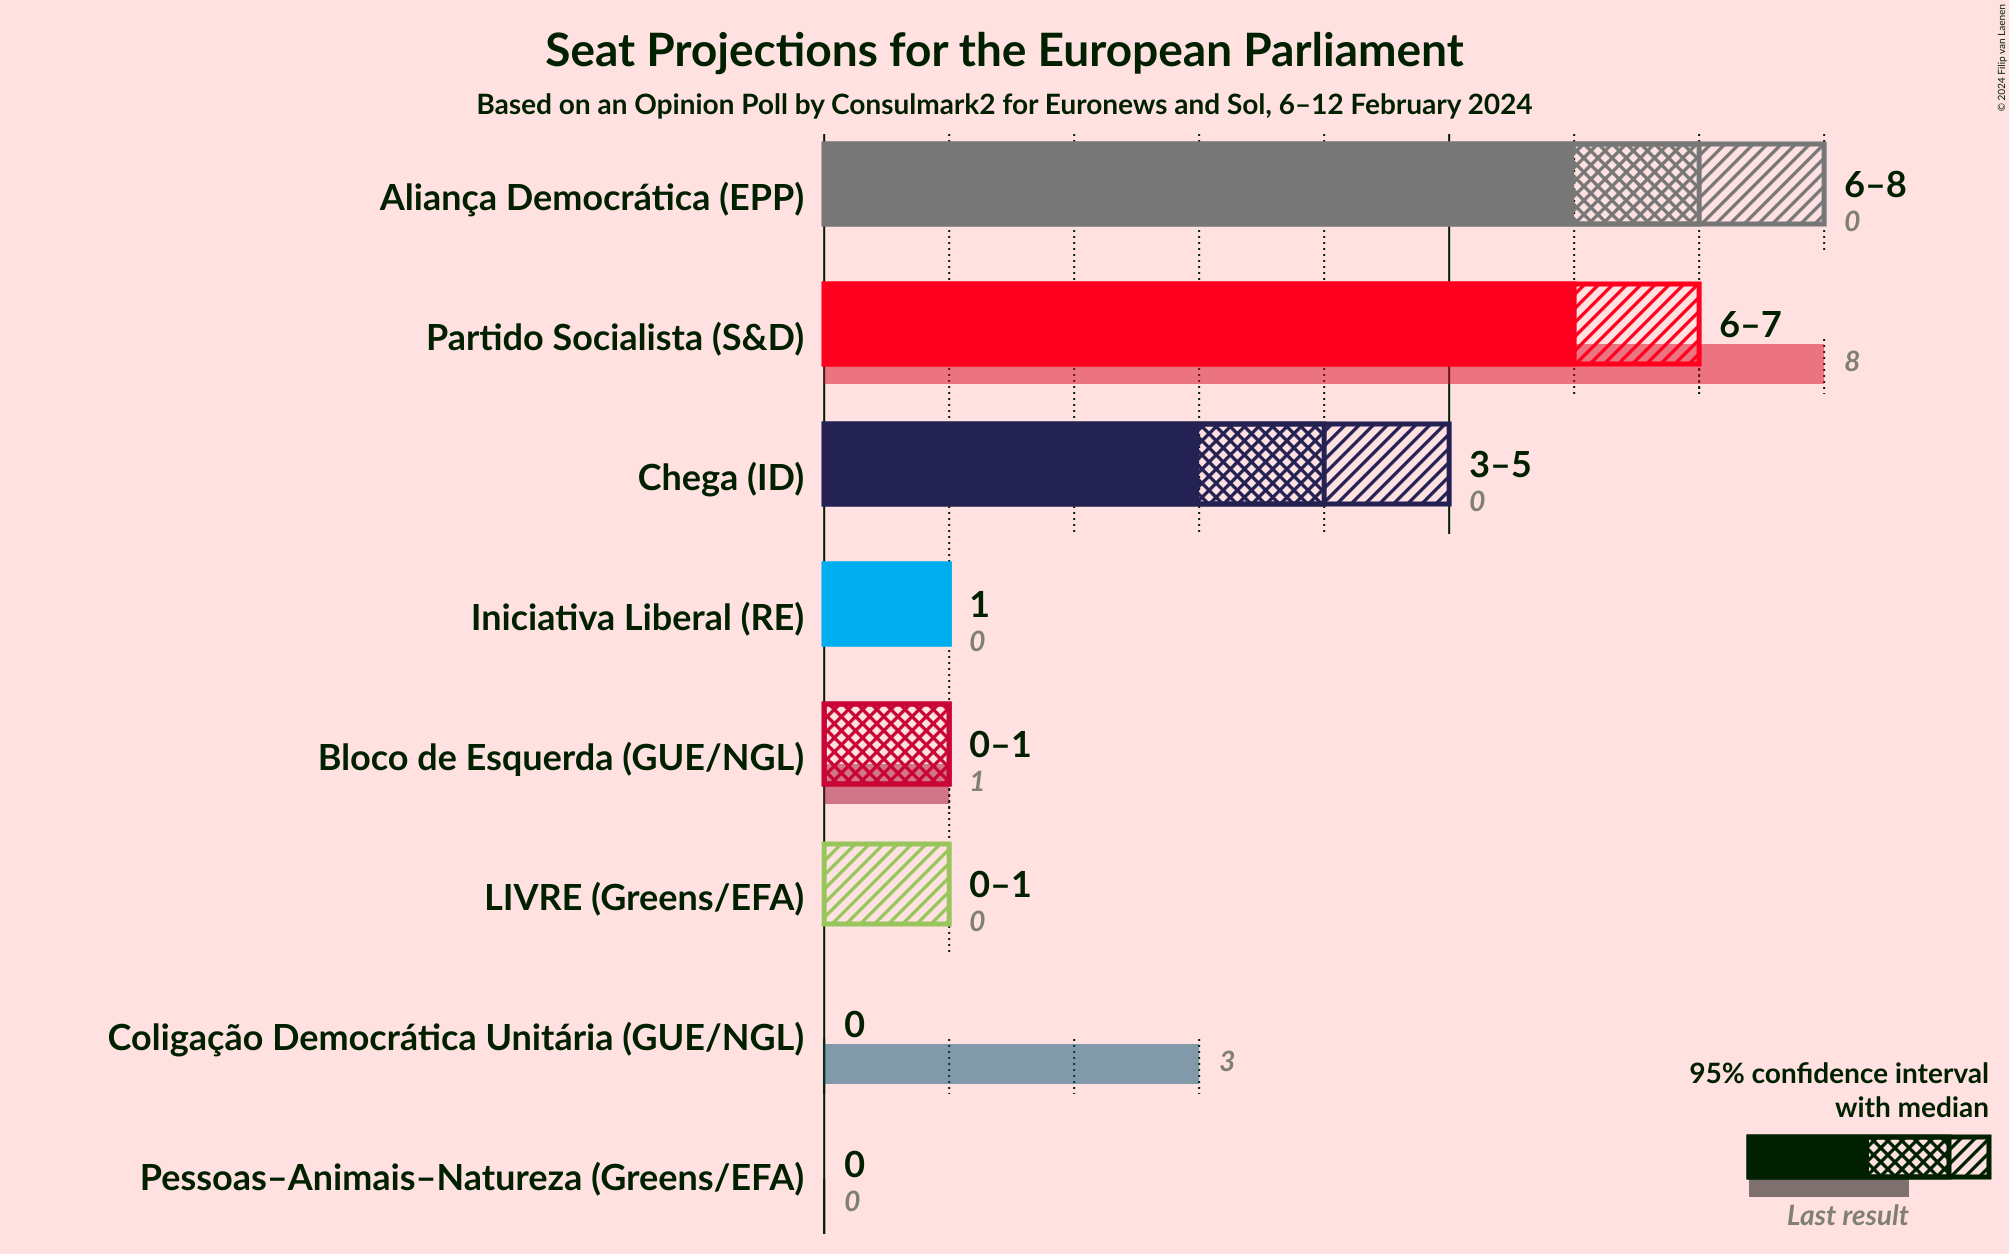 Seat Projections for the European Parliament
Based on an Opinion Poll by Consulmark2 for Euronews and Sol, 6–12 February 2024
© 2024 Filip van Laenen
Aliança Democrática (EPP)
6–8
0
Partido Socialista (S&D)
6–7
8
Chega (ID)
3–5
0
Iniciativa Liberal (RE)
1
0
Bloco de Esquerda (GUE/NGL)
0–1
1
LIVRE (Greens/EFA)
0–1
0
Coligação Democrática Unitária (GUE/NGL)
0
3
Pessoas–Animais–Natureza (Greens/EFA)
0
0
95% confidence interval
with median
Last result